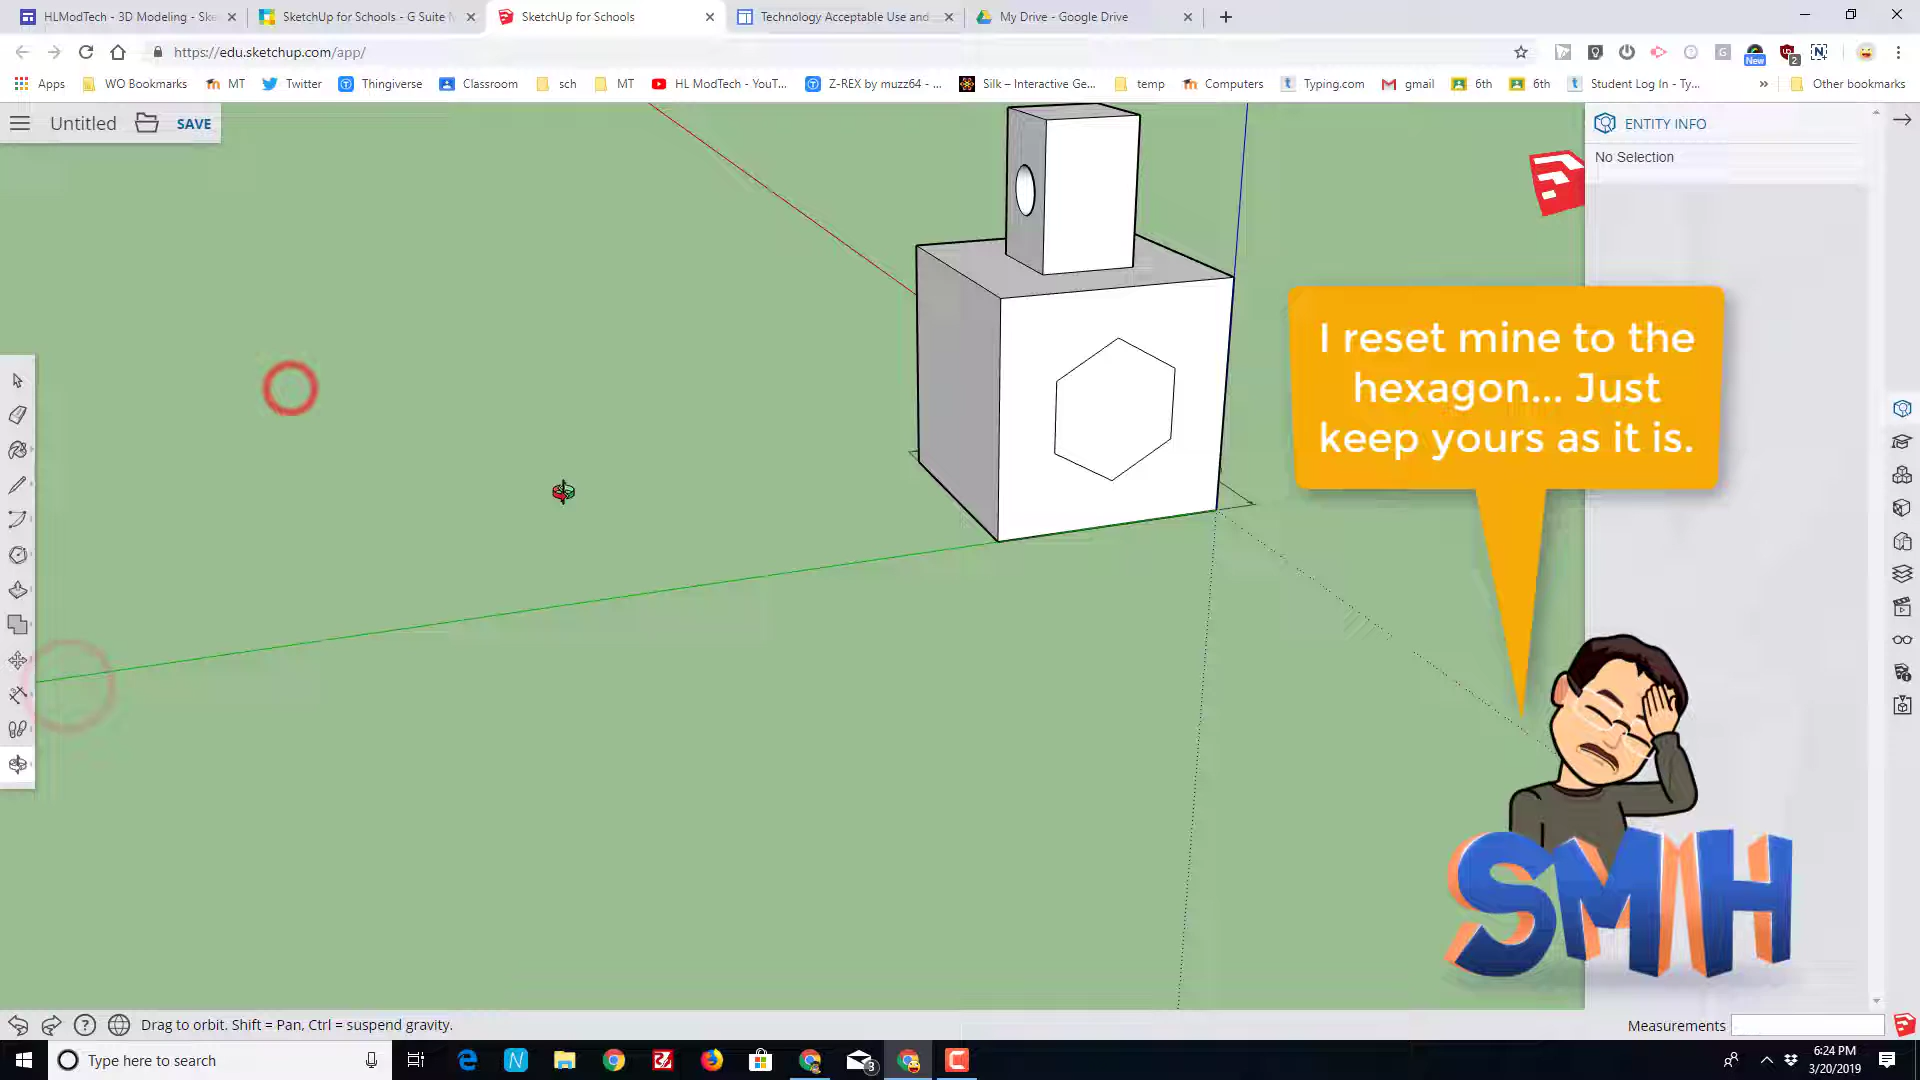 HLModTech - 3D Modeling - Ske
SketchUp for Schools - G Suite M
SketchUp for Schools
Technology Acceptable Use and
My Drive - Google Drive
https://edu.sketchup.com/app/
New
2
Apps
WO Bookmarks
MT
Twitter
Thingiverse
Classroom
sch
MT
HL ModTech - YouT...
Z-REX by muzz64 - ...
Silk – Interactive Ge...
temp
Computers
Typing.com
gmail
6th
6th
Student Log In - Ty...
»
Other bookmarks
Untitled
SAVE
ENTITY INFO
No Selection
I reset mine to the
hexagon... Just
keep yours as it is.
SMH
Drag to orbit. Shift = Pan, Ctrl = suspend gravity.
Measurements
Type here to search
3
6:24 PM
3/20/2019